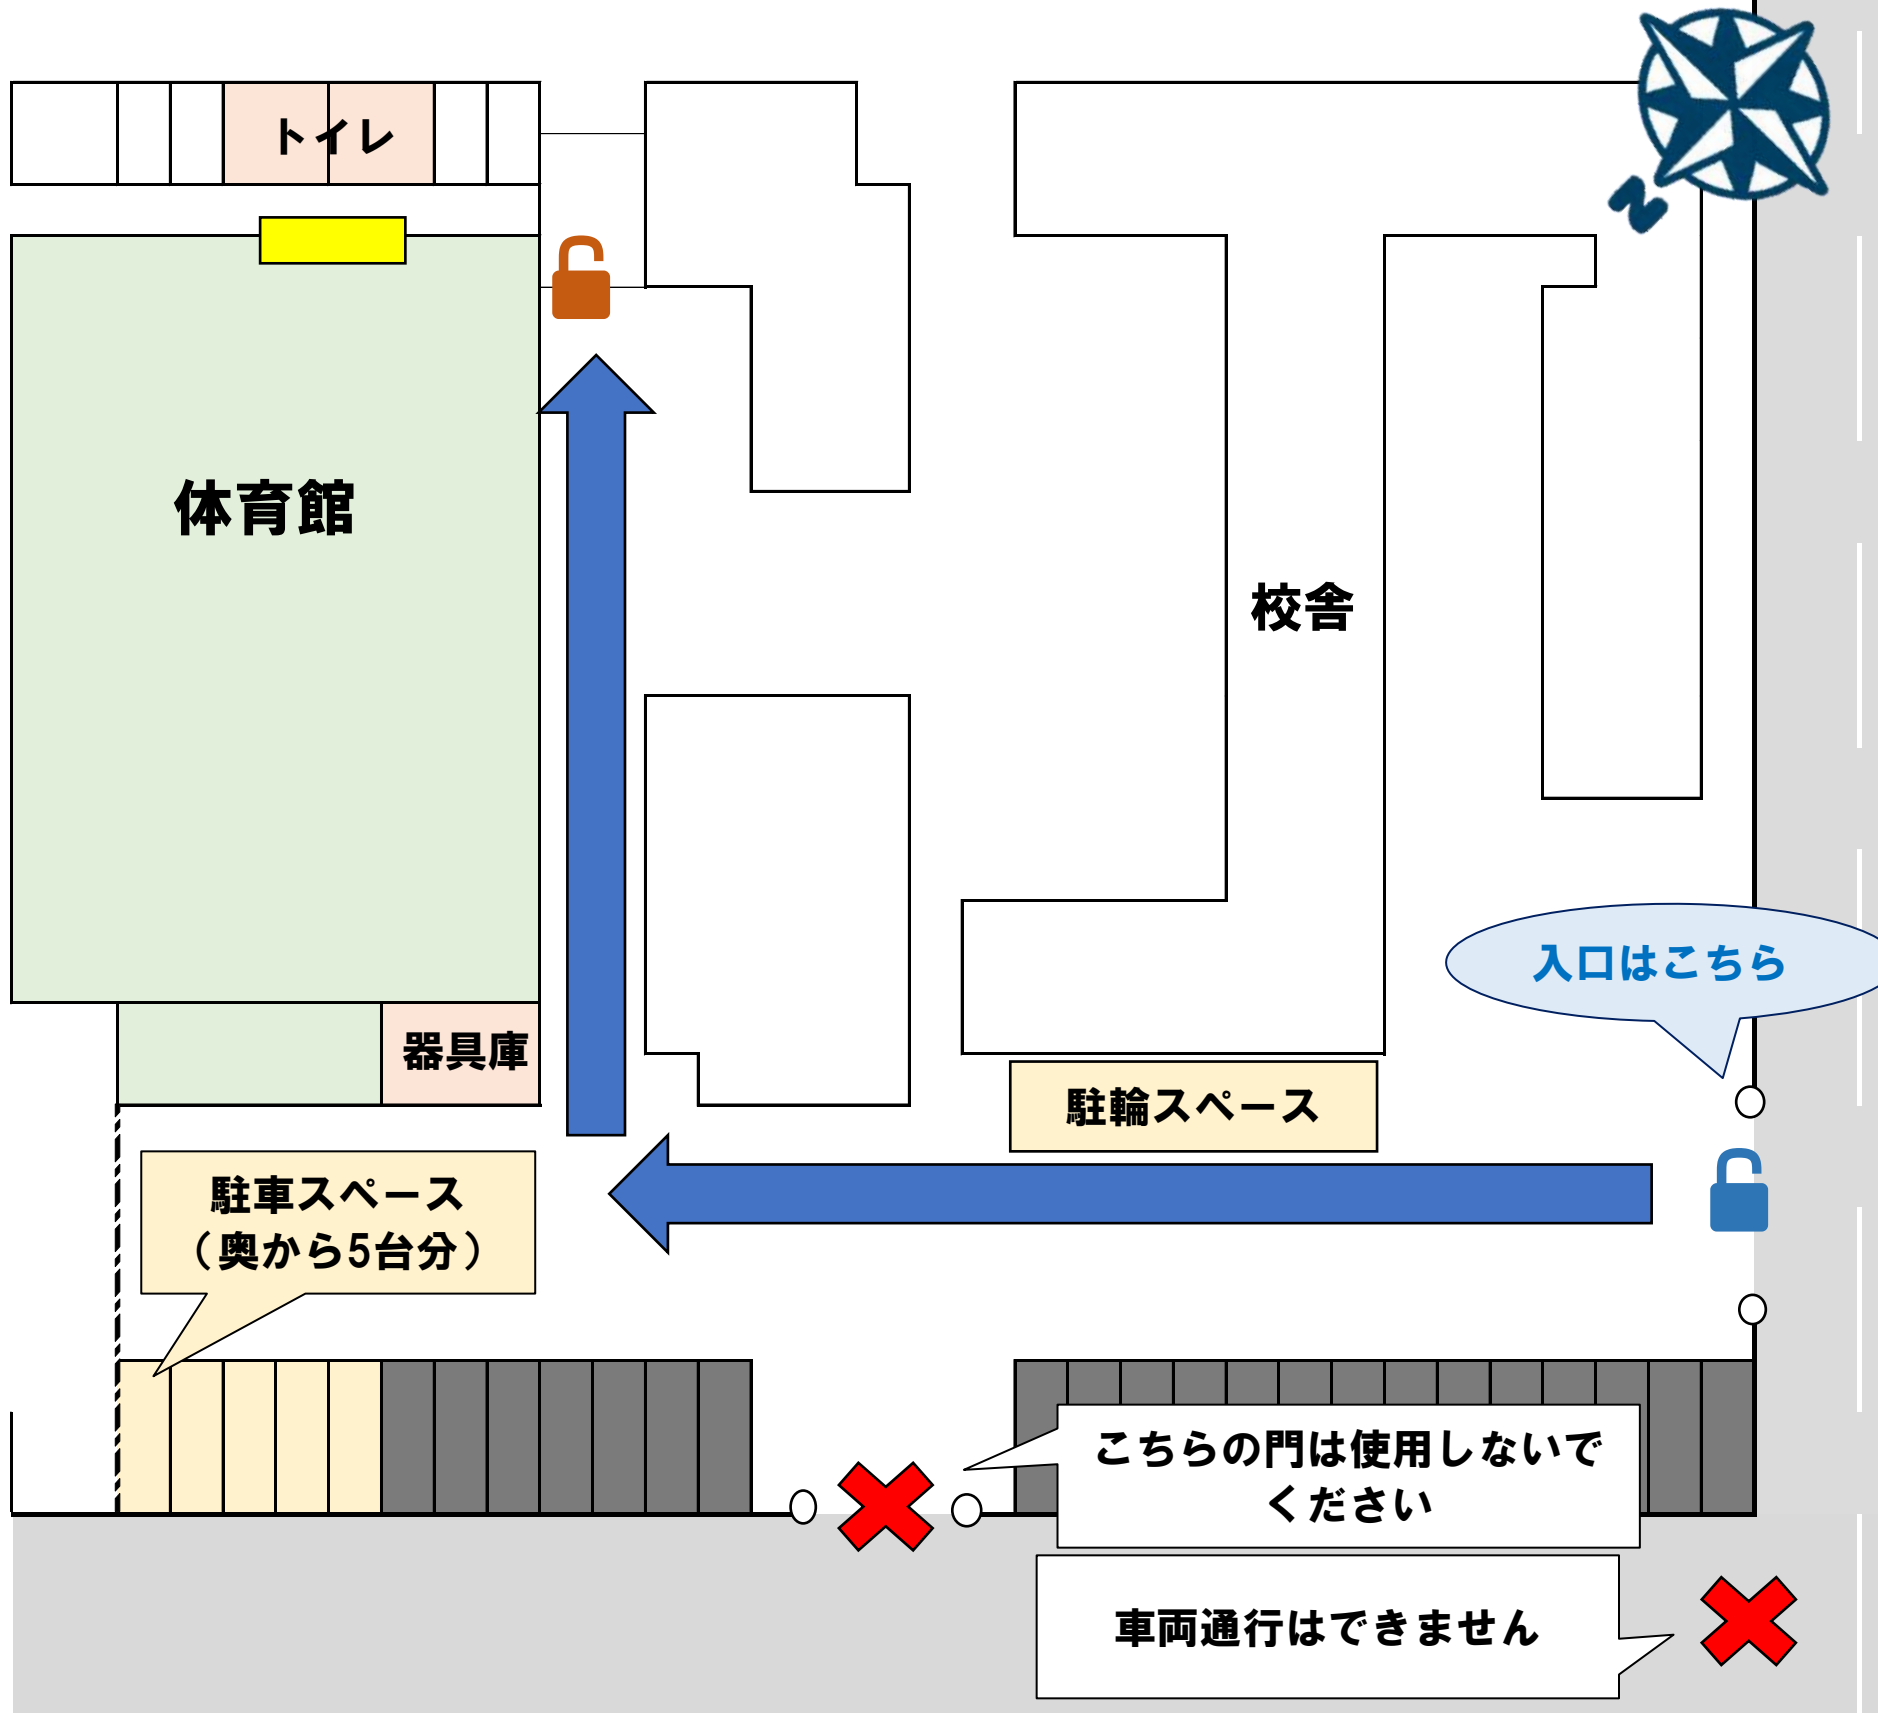 トイレ
N
体育館
校舎
入口はこちら
器具庫
駐輪スペース
駐車スペース
（奥から5台分）
こちらの門は使用しないで
ください
車両通行はできません